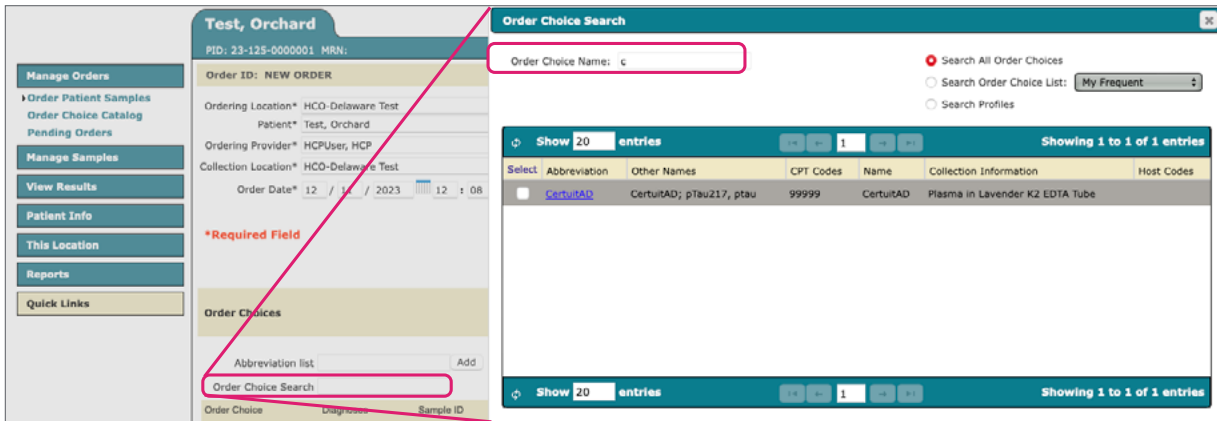 Test, Orchard
PID: 23-125-0000001 MRN:
Manage Orders
Order Patient Samples
Order Choice Catalog
Pending Orders
Manage Samples
View Results
Patient Info
This Location
Reports
Quick Links
Order ID: NEW ORDER
Ordering Location* HCO-Delaware Test
Patient* Test, Orchard
Ordering Provider* HCPUser, HCP
Collection Location* HCO-Delaware Test
Order Date* 12 / / 2023 12 : 08
*Required Field
Order Choices
Abbreviation list Add
Order Choice Search
Order Choice Diagnoses Sample ID
Order Choice Search
Order Choice Name: c
Search All Order Choices
Search Order Choice List: My Frequent
Search Profiles
Show 20 entries 1 Showing 1 to 1 of 1 entries
Select Abbreviation Other Names CPT Codes Name Collection Information Host Codes
CertuitAD CertuitAD; pTau217, ptau 99999 CertuitAD Plasma in Lavender K2 EDTA Tube
Show 20 entries 1 Showing 1 to 1 of 1 entries